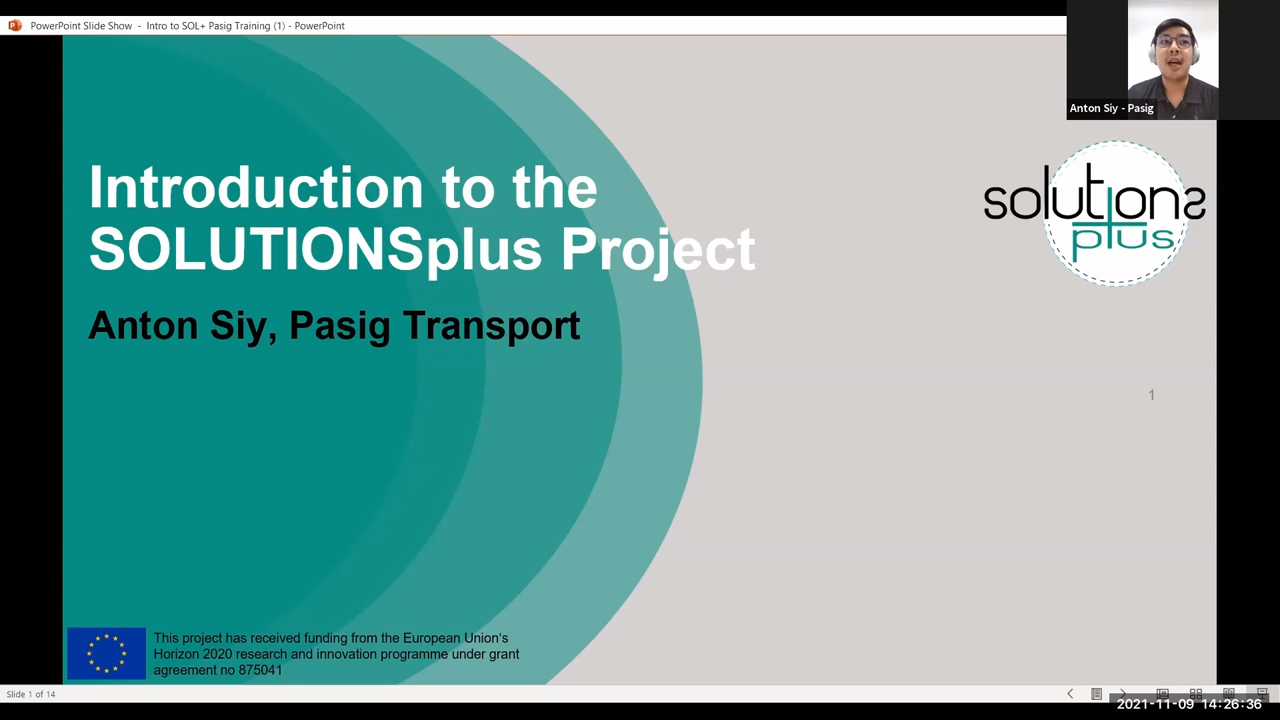 PowerPoint Slide Show - Intro to SOL+ Pasig Training (1) - PowerPoint
Anton Siy - Pasig
Introduction to the
SOLUTIONSplus Project
Anton Siy, Pasig Transport
solutions
plus
1
This project has received funding from the European Union‘s
Horizon 2020 research and innovation programme under grant
agreement no 875041
Slide 1 of 14
2021-11-09 14:26:36